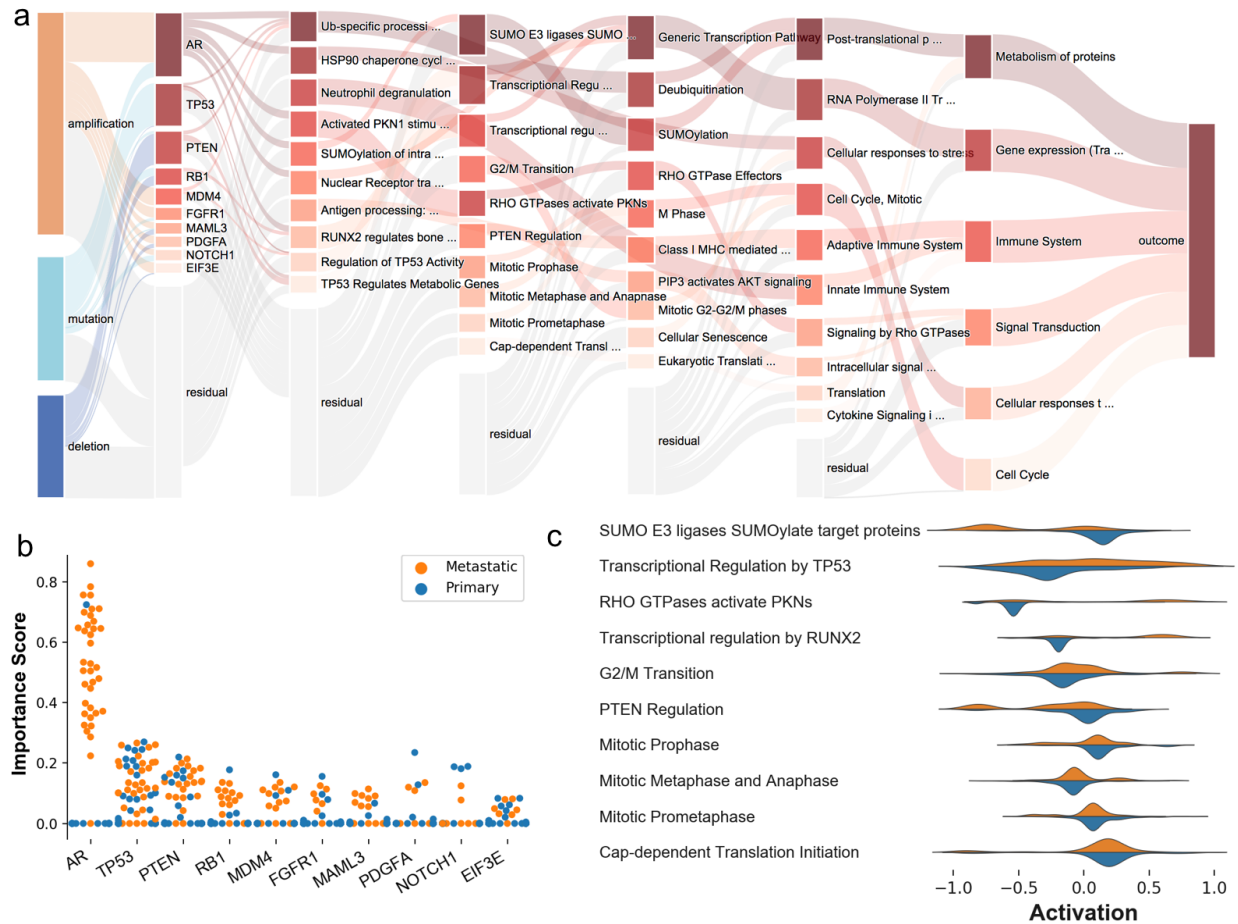 a
amplification
mutation
deletion
AR
TP53
PTEN
RB1
MDM4
FGFR1
MAML3
PDGFA
NOTCH1
EIF3E
residual
Ub-specific processi ...
HSP90 chaperone cycl ...
Neutrophil degranulation
Activated PKN1 stimu ...
SUMOylation of intra ...
Nuclear Receptor tra ...
Antigen processing: ...
RUNX2 regulates bone ...
Regulation of TP53 Activity
TP53 Regulates Metabolic Genes
residual
SUMO E3 ligases SUMO ...
Transcriptional Regu ...
Transcriptional regu ...
G2/M Transition
RHO GTPases activate PKNs
PTEN Regulation
Mitotic Prophase
Mitotic Metaphase and Anaphase
Mitotic Prometaphase
Cap-dependent Transl ...
residual
Generic Transcription Pathway
Deubiquitination
SUMOylation
RHO GTPase Effectors
M Phase
Class I MHC mediated ...
PIP3 activates AKT signaling
Mitotic G2-G2/M phases
Cellular Senescence
Eukaryotic Translati ...
residual
Post-translational p ...
RNA Polymerase II Tr ...
Cellular responses to stress
Cell Cycle, Mitotic
Adaptive Immune System
Innate Immune System
Signaling by Rho GTPases
Intracellular signal ...
Translation
Cytokine Signaling i ...
residual
Metabolism of proteins
Gene expression (Tra ...
Immune System
Signal Transduction
Cellular responses t ...
Cell Cycle
outcome
b
Metastatic
Primary
Importance Score
0.8
0.6
0.4
0.2
0.0
AR
TP53
PTEN
RB1
MDM4
FGFR1
MAML3
PDGFA
NOTCH1
EIF3E
c
SUMO E3 ligases SUMOylate target proteins
Transcriptional Regulation by TP53
RHO GTPases activate PKNs
Transcriptional regulation by RUNX2
G2/M Transition
PTEN Regulation
Mitotic Prophase
Mitotic Metaphase and Anaphase
Mitotic Prometaphase
Cap-dependent Translation Initiation
−1.0 −0.5 0.0 0.5 1.0
Activation